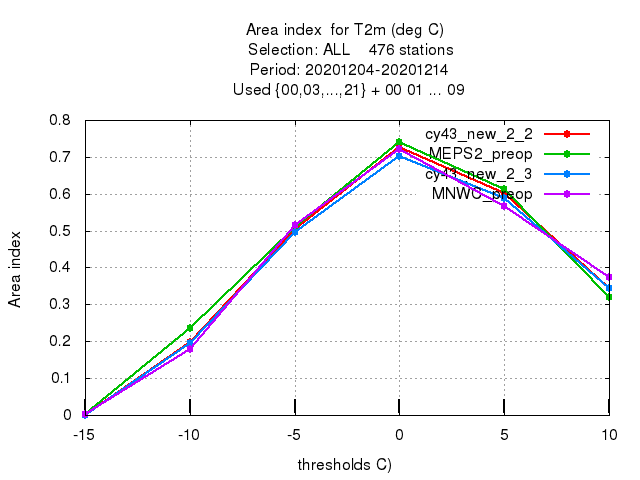 Area index  for T2m (deg C)
Selection: ALL    476 stations
Period: 20201204-20201214
Used {00,03,...,21} + 00 01 ... 09
0.8
0.7
0.6
0.5
0.4
0.3
0.2
0.1
0
Area index
cy43_new_2_2
MEPS2_preop
cy43_new_2_3
MNWC_preop
-15 -10 -5 0 5 10
thresholds C)